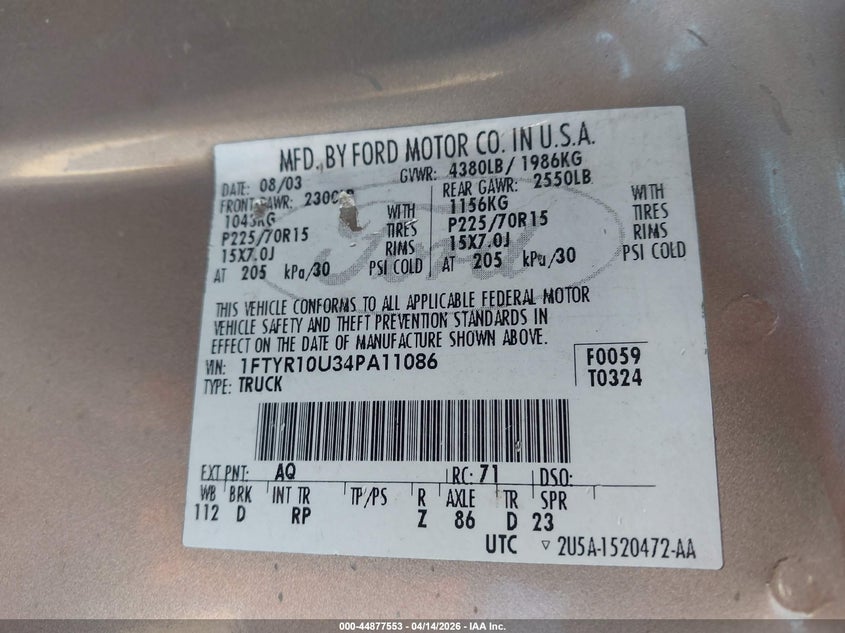 MFD. BY FORD MOTOR CO. IN U.S.A.
DATE: 08/03 GVWR: 4380LB/ 1986KG
FRONT GAWR: REAR GAWR: 2550LB
1043KG WITH 1156KG WITH
P225/70R15 TIRES P225/70R15 TIRES
15X7.0J RIMS 15X7.0J RIMS
AT 205 kPa/30 PSI COLD AT 205 kPa/30 PSI COLD
Ford
THIS VEHICLE CONFORMS TO ALL APPLICABLE FEDERAL MOTOR
VEHICLE SAFETY AND THEFT PREVENTION STANDARDS IN
EFFECT ON THE DATE OF MANUFACTURE SHOWN ABOVE.
VIN: 1FTYR10U34PA11086 F0059
TYPE: TRUCK T0324
EXT PNT: AQ RC: 71 DSO:
WB BRK INT TR TP/PS R AXLE TR SPR
112 D RP Z 86 D 23
UTC ▽ 2U5A-1520472-AA
000-44877553 - 04/14/2026 - IAA Inc.